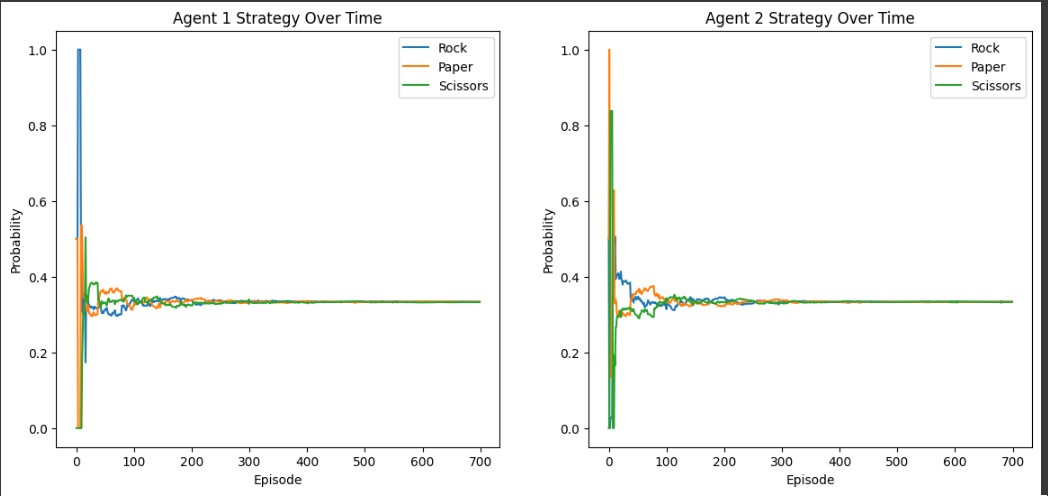 Agent 1 Strategy Over Time
Rock
Paper
Scissors
1.0
0.8
0.6
0.4
0.2
0.0
Probability
0 100 200 300 400 500 600 700
Episode
Agent 2 Strategy Over Time
Rock
Paper
Scissors
1.0
0.8
0.6
0.4
0.2
0.0
Probability
0 100 200 300 400 500 600 700
Episode